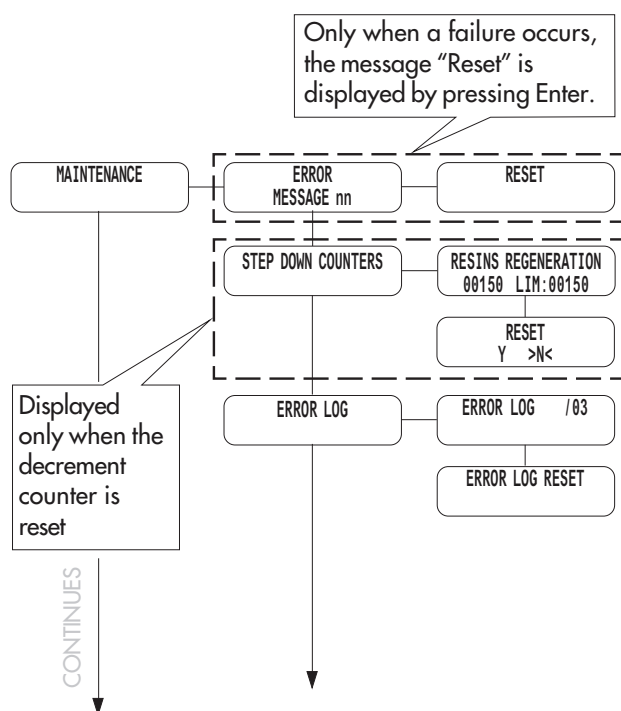 Only when a failure occurs,
the message “Reset” is
displayed by pressing Enter.
MAINTENANCE
ERROR
MESSAGE nn
RESET
STEP DOWN COUNTERS
RESINS REGENERATION
00150 LIM:00150
RESET
Y >N<
Displayed
only when the
decrement
counter is
reset
ERROR LOG
ERROR LOG /03
ERROR LOG RESET
CONTINUES